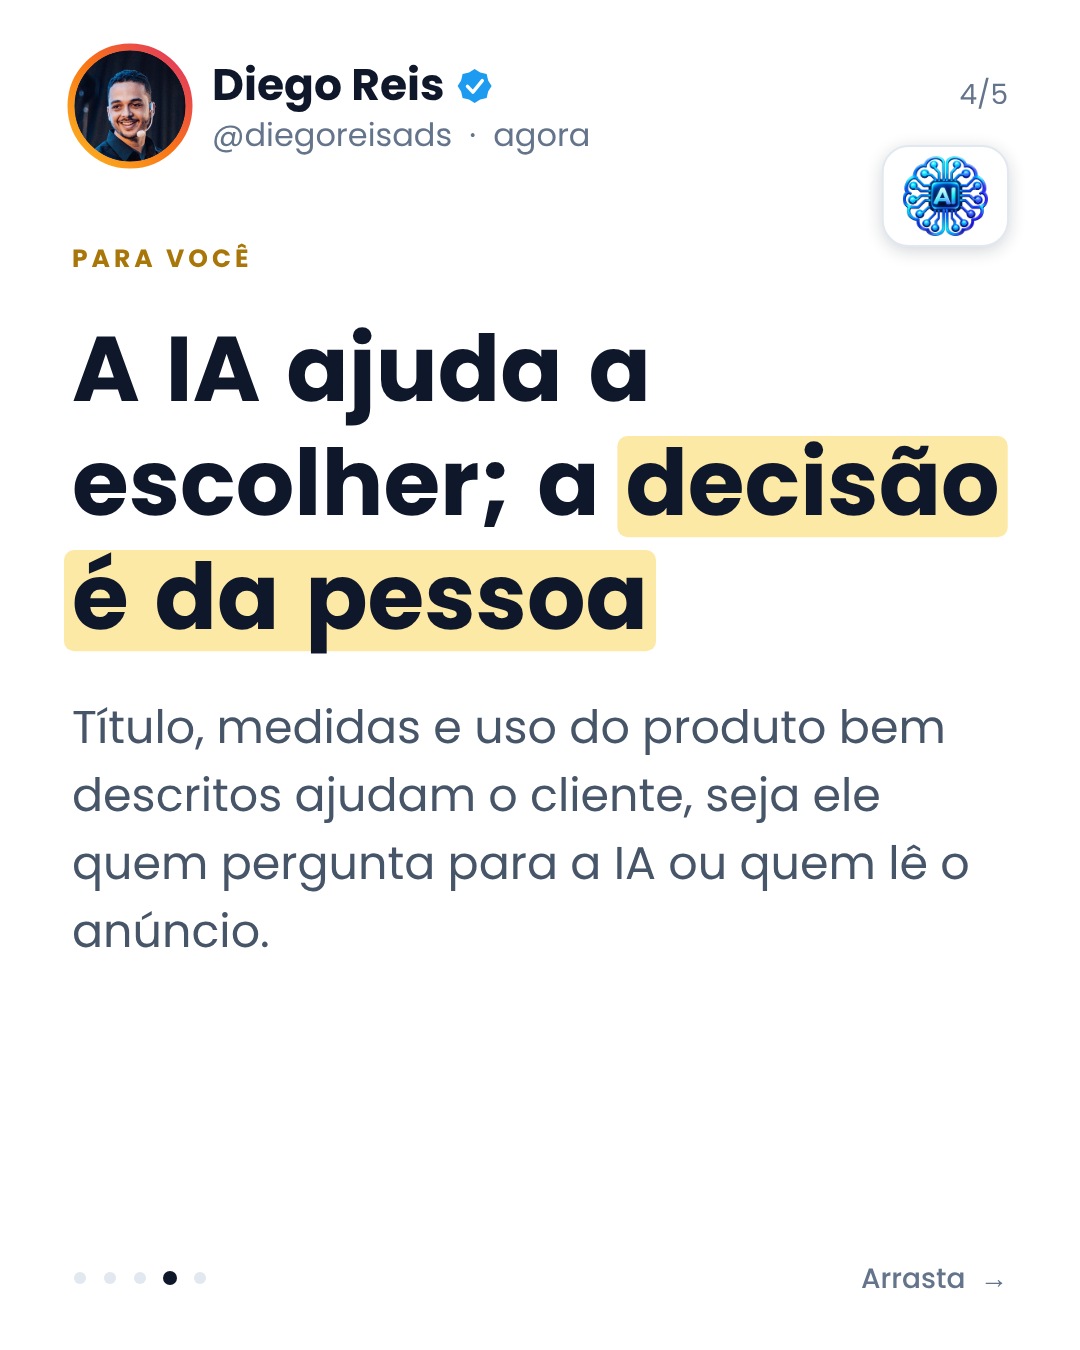 Diego Reis
@diegoreisads · agora
4/5
AI
PARA VOCÊ
A IA ajuda a
escolher; a decisão
é da pessoa
Título, medidas e uso do produto bem
descritos ajudam o cliente, seja ele
quem pergunta para a IA ou quem lê o
anúncio.
Arrasta →